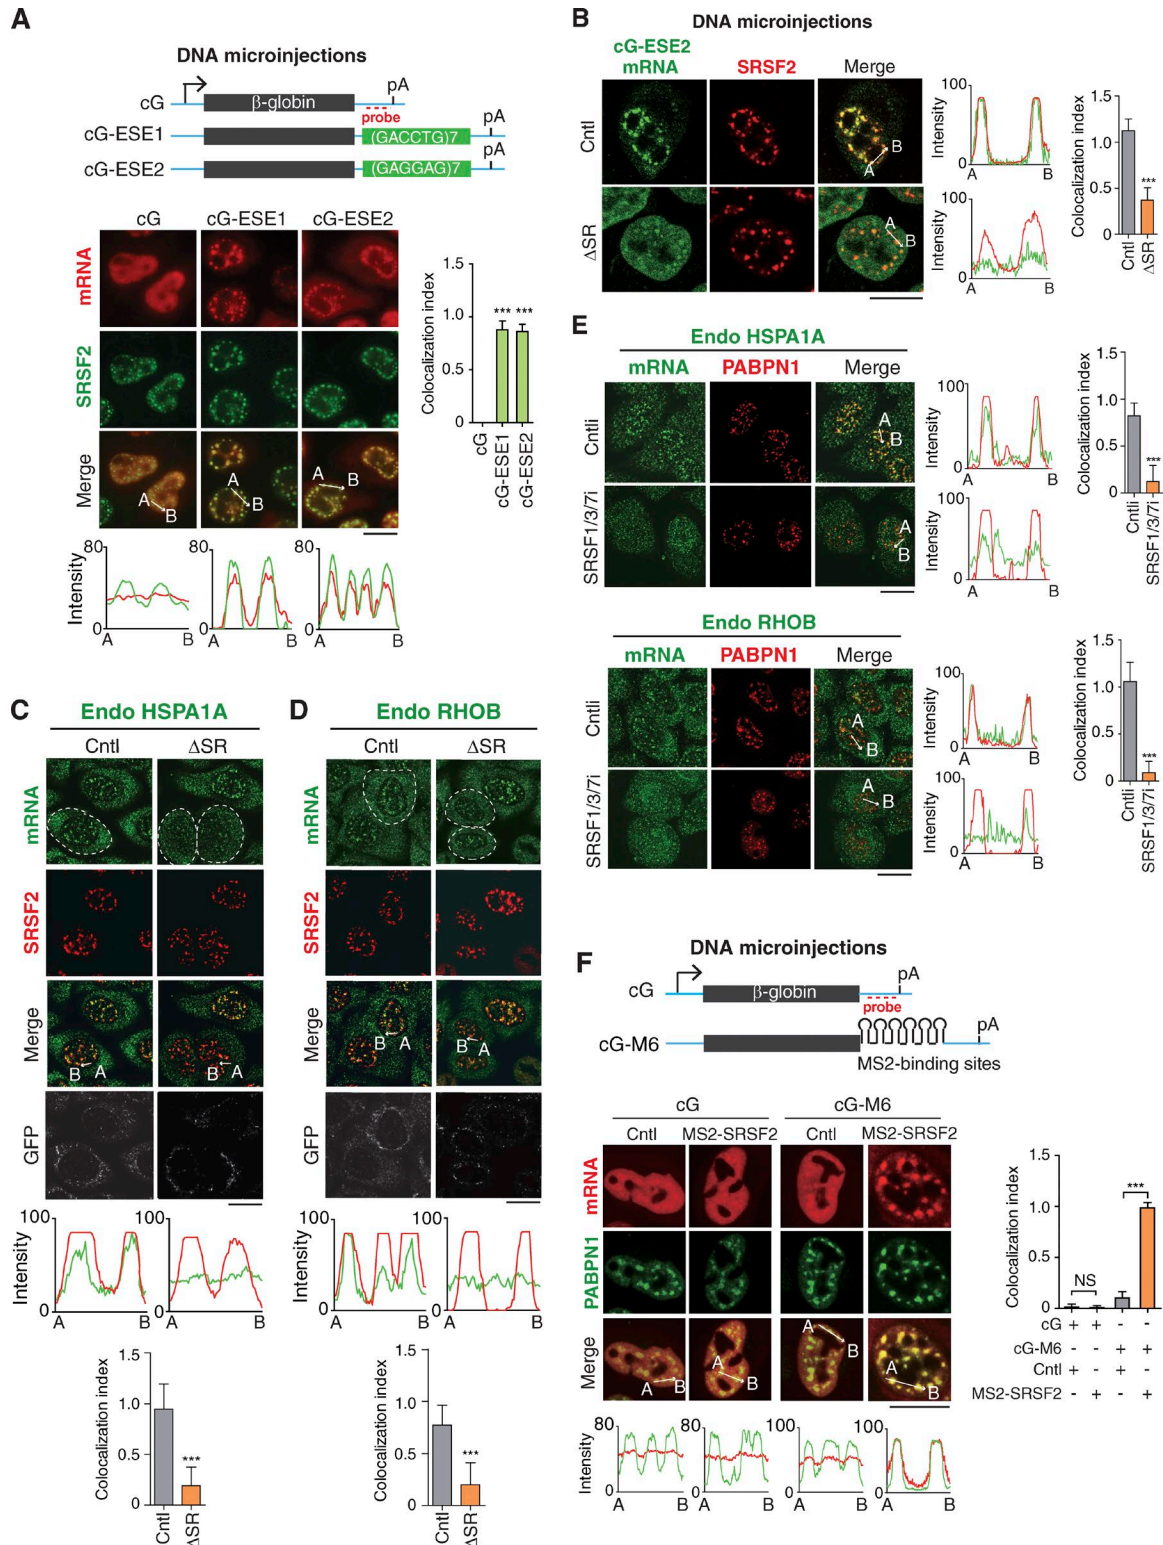 A
DNA microinjections
cG
β-globin
pA
probe
cG-ESE1
(GACCTG)7
pA
cG-ESE2
(GAGGAG)7
pA
cG cG-ESE1 cG-ESE2
mRNA
SRSF2
Merge
A B A B A B
Colocalization index
1.5
1.0
0.5
0
*** ***
cG
cG-ESE1
cG-ESE2
Intensity
80 80 80
0 0 0
A B A B A B
B
DNA microinjections
cG-ESE2
mRNA SRSF2 Merge
Cntl
ΔSR
A B
A B
Intensity
100
0
A B
Intensity
100
0
A B
Colocalization index
1.5
1.0
0.5
0
***
Cntl
ΔSR
C
Endo HSPA1A
Cntl ΔSR
mRNA
SRSF2
Merge
B A B A
GFP
Intensity
100 100
0 0
A B A B
Colocalization index
1.5
1.0
0.5
0
***
Cntl
ΔSR
D
Endo RHOB
Cntl ΔSR
mRNA
SRSF2
Merge
B A B A
GFP
Intensity
100 100
0 0
A B A B
Colocalization index
1.5
1.0
0.5
0
***
Cntl
ΔSR
E
Endo HSPA1A
mRNA PABPN1 Merge
Cntli
SRSF1/3/7i
A
B
A
B
Intensity
100
0
A B
Intensity
100
0
A B
Colocalization index
1.5
1.0
0.5
0
***
Cntli
SRSF1/3/7i
Endo RHOB
mRNA PABPN1 Merge
Cntli
SRSF1/3/7i
A
B
A
B
Intensity
100
0
A B
Intensity
100
0
A B
Colocalization index
1.5
1.0
0.5
0
***
Cntli
SRSF1/3/7i
F
DNA microinjections
cG
β-globin
pA
probe
cG-M6
pA
MS2-binding sites
cG cG-M6
Cntl MS2-SRSF2 Cntl MS2-SRSF2
mRNA
PABPN1
Merge
A B A B A B A B
Intensity
80 80 100 80
0 0 0 0
A B A B A B A B
Colocalization index
1.5
1.0
0.5
0
NS
***
cG + + - -
cG-M6 - - + +
Cntl + - + -
MS2-SRSF2 - + - +